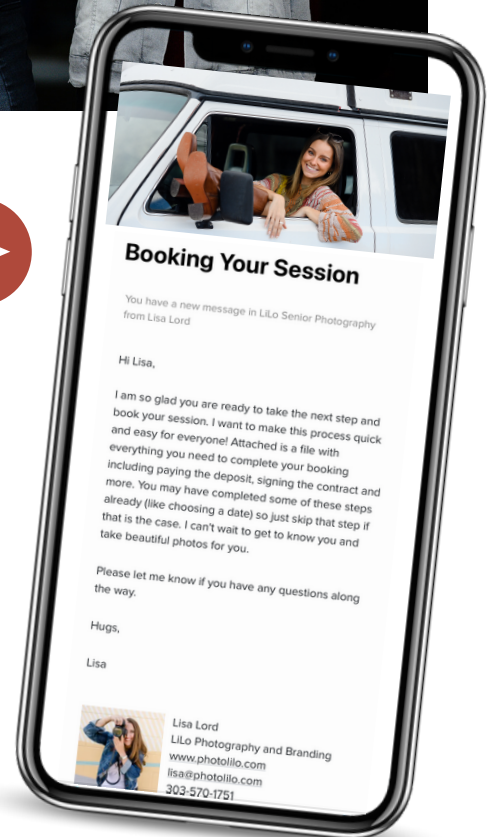 Booking Your Session
You have a new message in LiLo Senior Photography
from Lisa Lord
Hi Lisa,
I am so glad you are ready to take the next step and
book your session. I want to make this process quick
and easy for everyone! Attached is a file with
everything you need to complete your booking
including paying the deposit, signing the contract and
more. You may have completed some of these steps
already (like choosing a date) so just skip that step if
that is the case. I can't wait to get to know you and
take beautiful photos for you.
Please let me know if you have any questions along
the way.
Hugs,
Lisa
Lisa Lord
LiLo Photography and Branding
www.photolilo.com
lisa@photolilo.com
303-570-1751